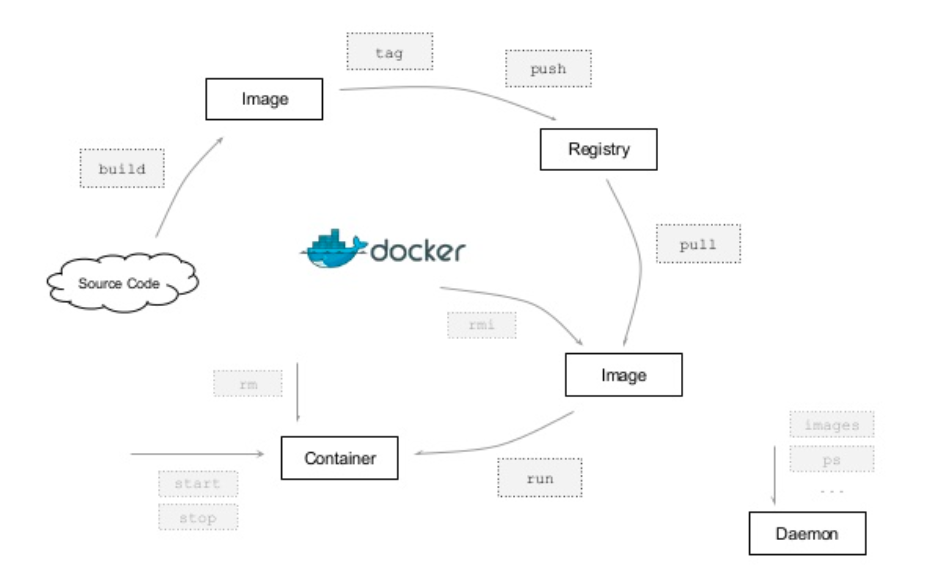 tag
push
Image
Registry
build
pull
docker
Source Code
rmi
Image
rm
images
Container
ps
run
start
...
stop
Daemon